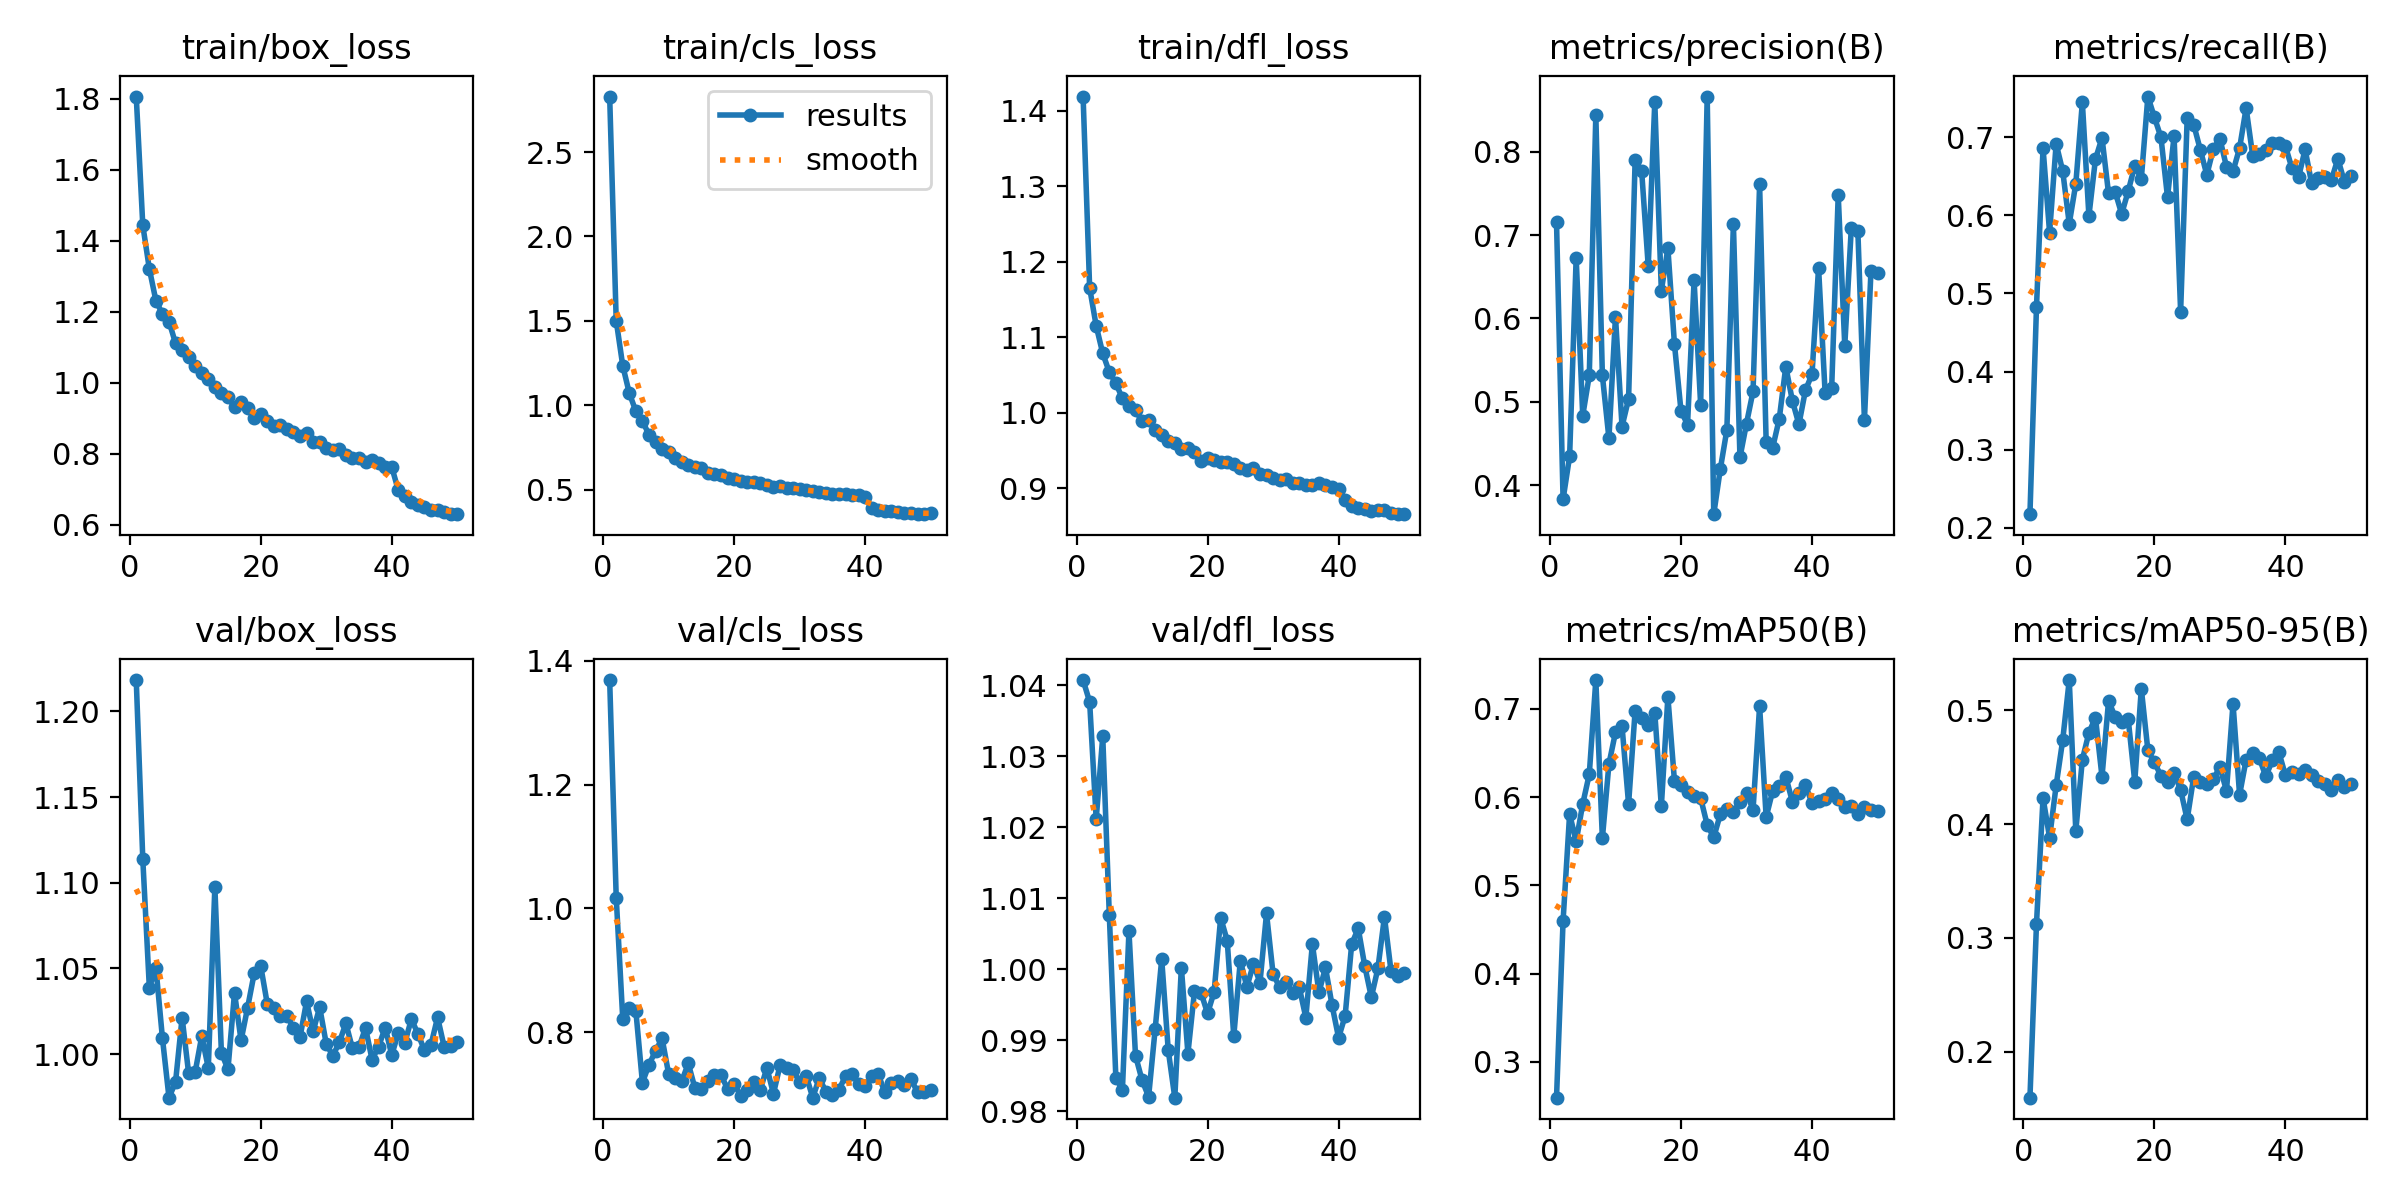 train/box_loss
1.8
1.6
1.4
1.2
1.0
0.8
0.6
0 20 40
train/cls_loss
results
smooth
2.5
2.0
1.5
1.0
0.5
0 20 40
train/dfl_loss
1.4
1.3
1.2
1.1
1.0
0.9
0 20 40
metrics/precision(B)
0.8
0.7
0.6
0.5
0.4
0 20 40
metrics/recall(B)
0.7
0.6
0.5
0.4
0.3
0.2
0 20 40
val/box_loss
1.20
1.15
1.10
1.05
1.00
0 20 40
val/cls_loss
1.4
1.2
1.0
0.8
0 20 40
val/dfl_loss
1.04
1.03
1.02
1.01
1.00
0.99
0.98
0 20 40
metrics/mAP50(B)
0.7
0.6
0.5
0.4
0.3
0 20 40
metrics/mAP50-95(B)
0.5
0.4
0.3
0.2
0 20 40